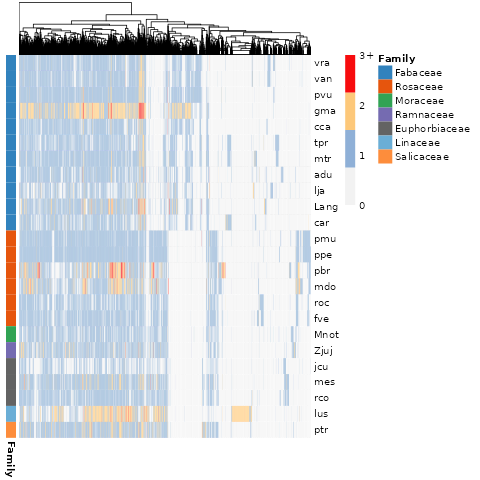 vra
van
pvu
gma
cca
tpr
mtr
adu
lja
Lang
car
pmu
ppe
pbr
mdo
roc
fve
Mnot
Zjuj
jcu
mes
rco
lus
ptr
3+
2
1
0
Family
Fabaceae
Rosaceae
Moraceae
Ramnaceae
Euphorbiaceae
Linaceae
Salicaceae
Family